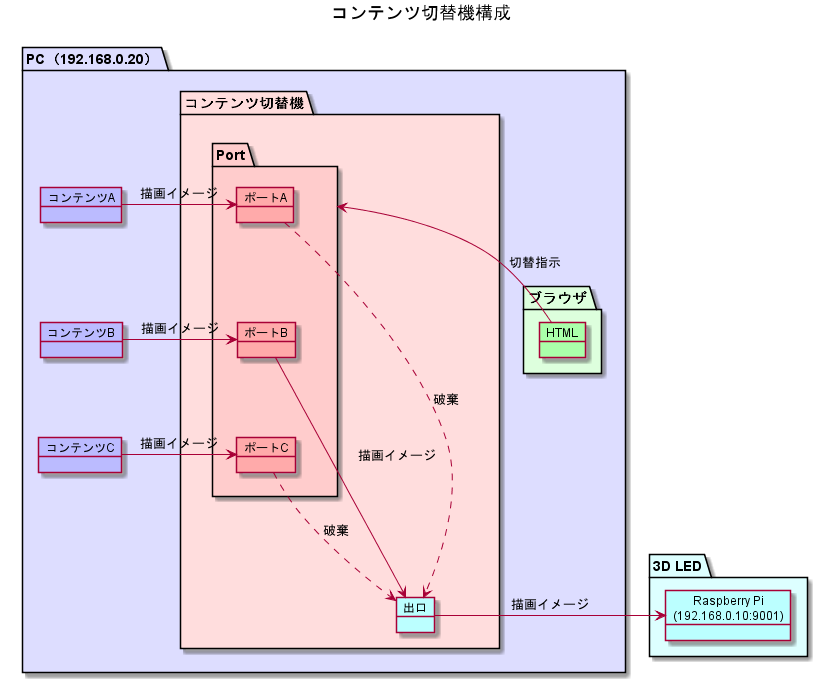 コンテンツ切替機構成
PC（192.168.0.20）
コンテンツ切替機
Port
コンテンツA
描画イメージ
ポートA
切替指示
ブラウザ
HTML
コンテンツB
描画イメージ
ポートB
破棄
コンテンツC
描画イメージ
ポートC
描画イメージ
破棄
出口
描画イメージ
3D LED
Raspberry Pi
(192.168.0.10:9001)